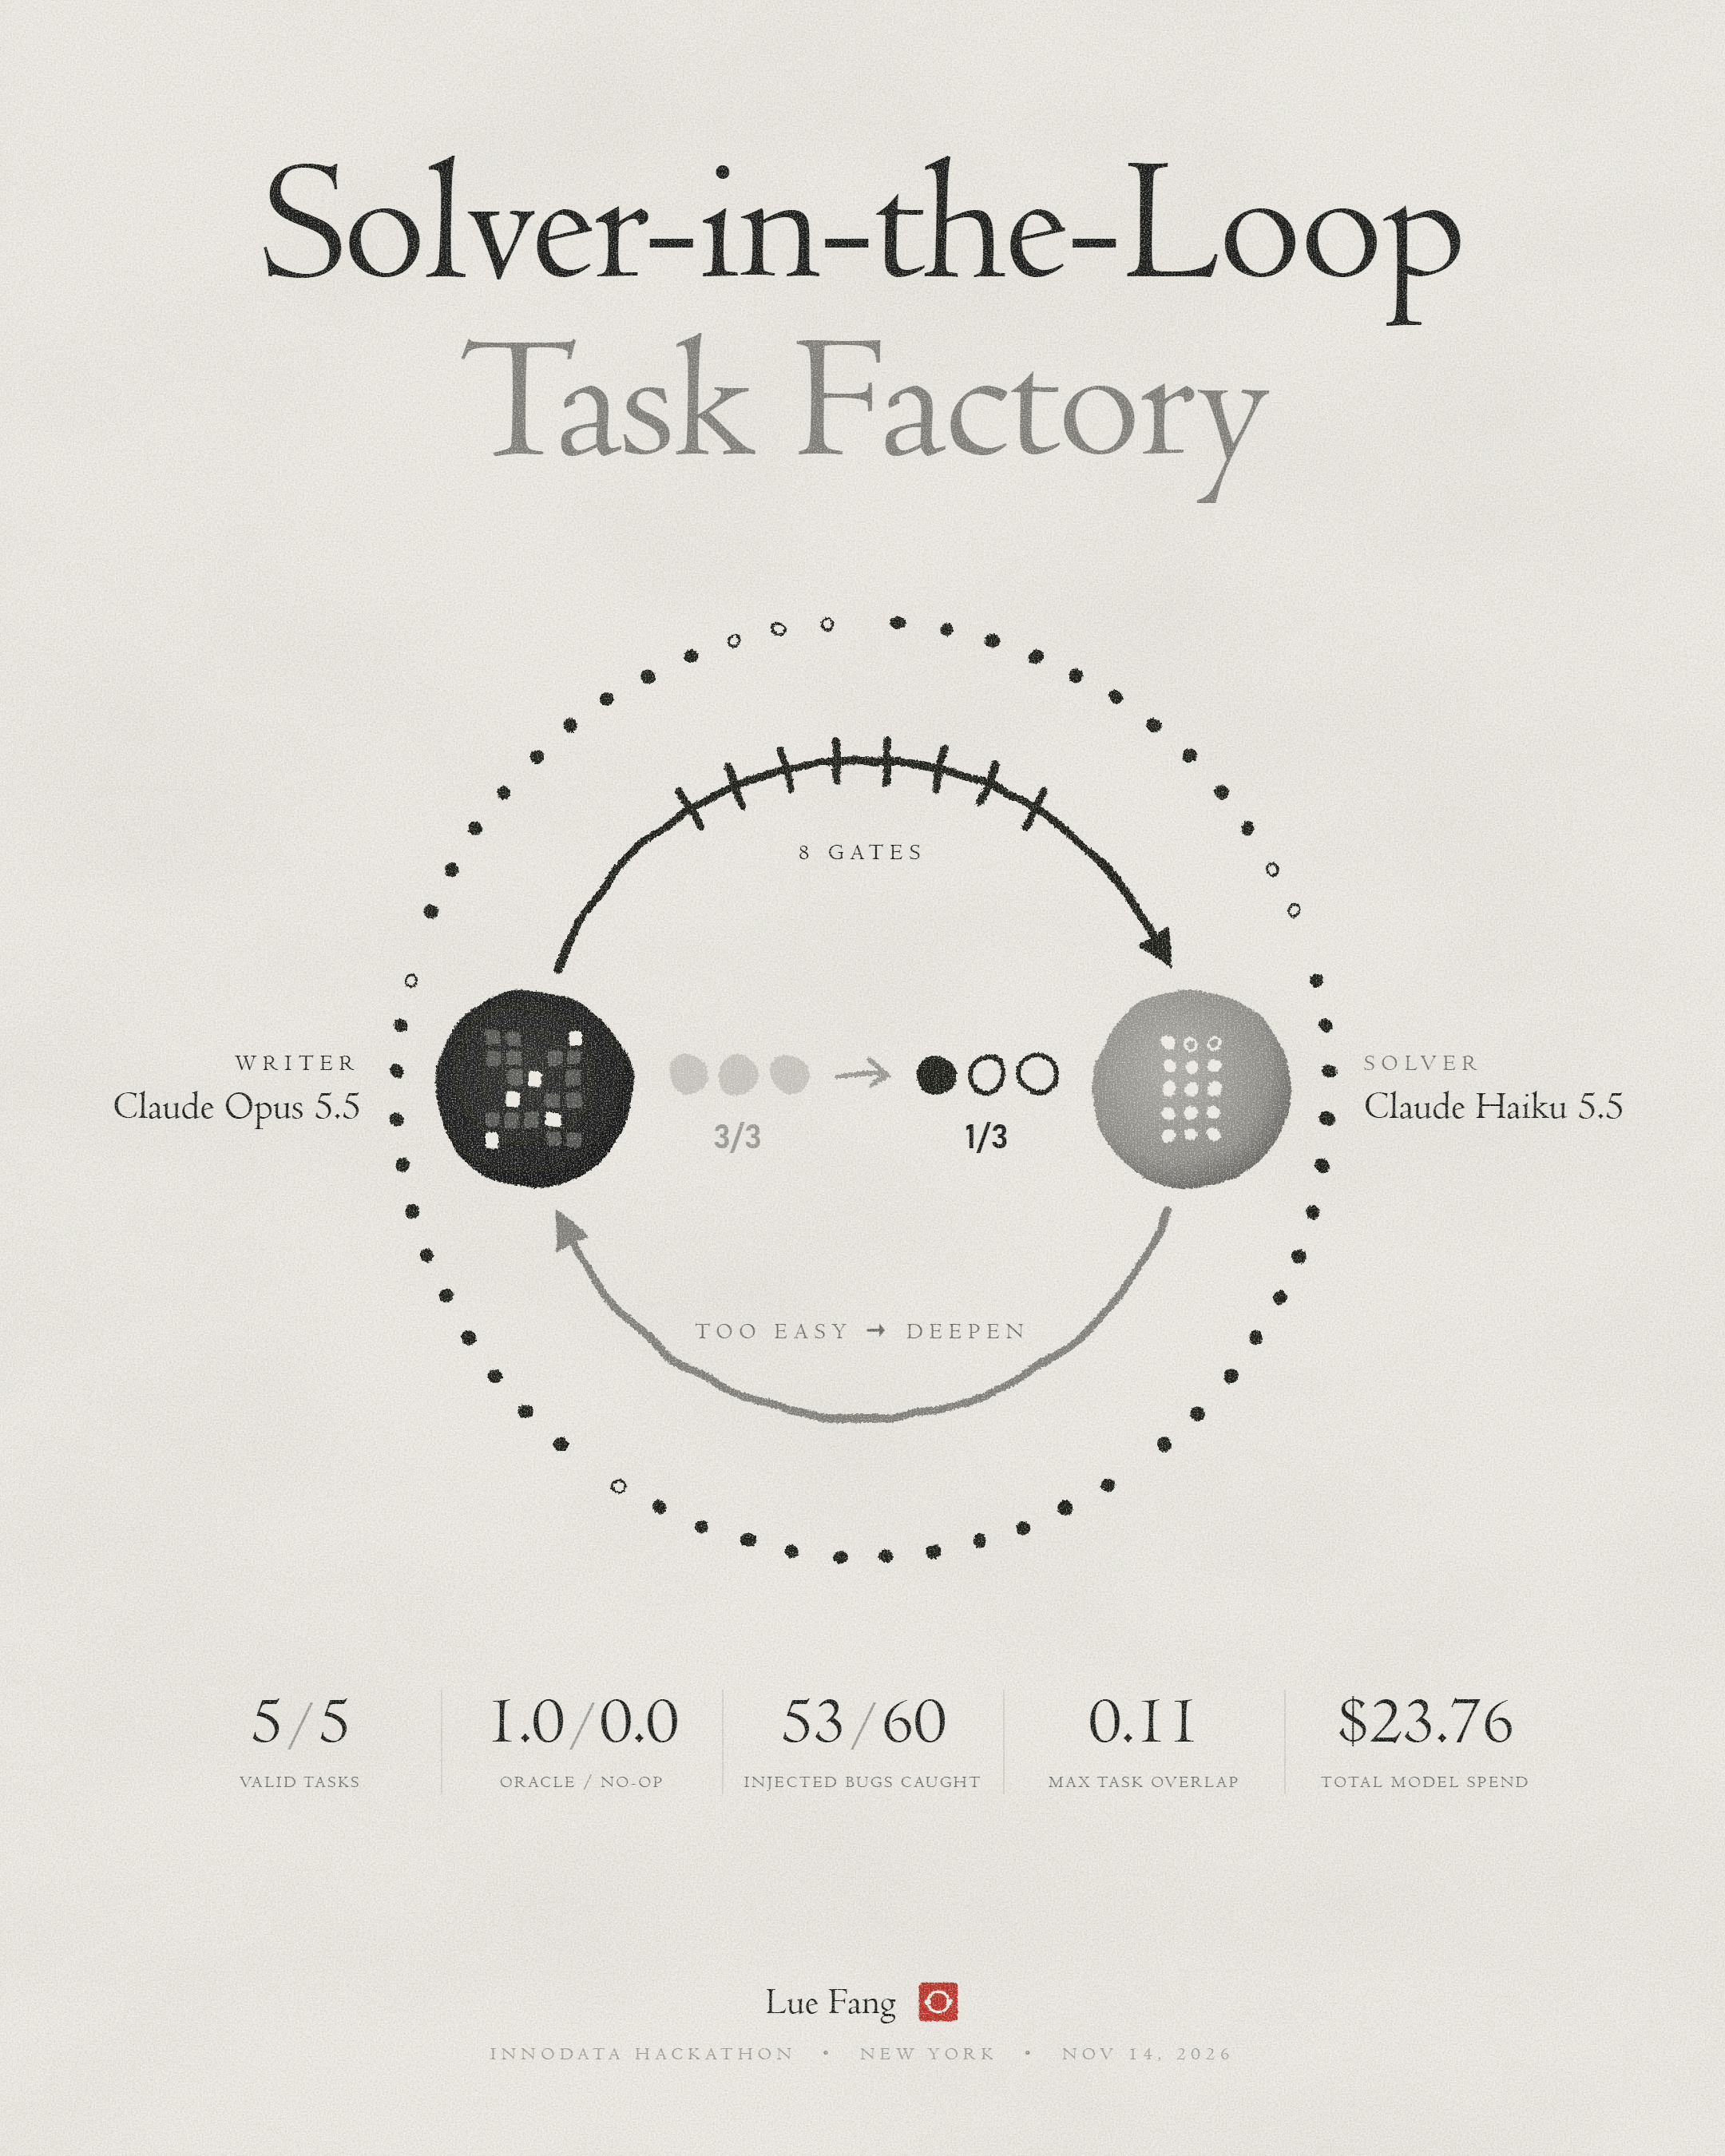 Solver-in-the-Loop
Task Factory
8 GATES
WRITER
Claude Opus 5.5
3/3
1/3
SOLVER
Claude Haiku 5.5
TOO EASY → DEEPEN
5/5
VALID TASKS
1.0/0.0
ORACLE / NO-OP
53/60
INJECTED BUGS CAUGHT
0.11
MAX TASK OVERLAP
$23.76
TOTAL MODEL SPEND
Lue Fang
INNODATA HACKATHON • NEW YORK • NOV 14, 2026